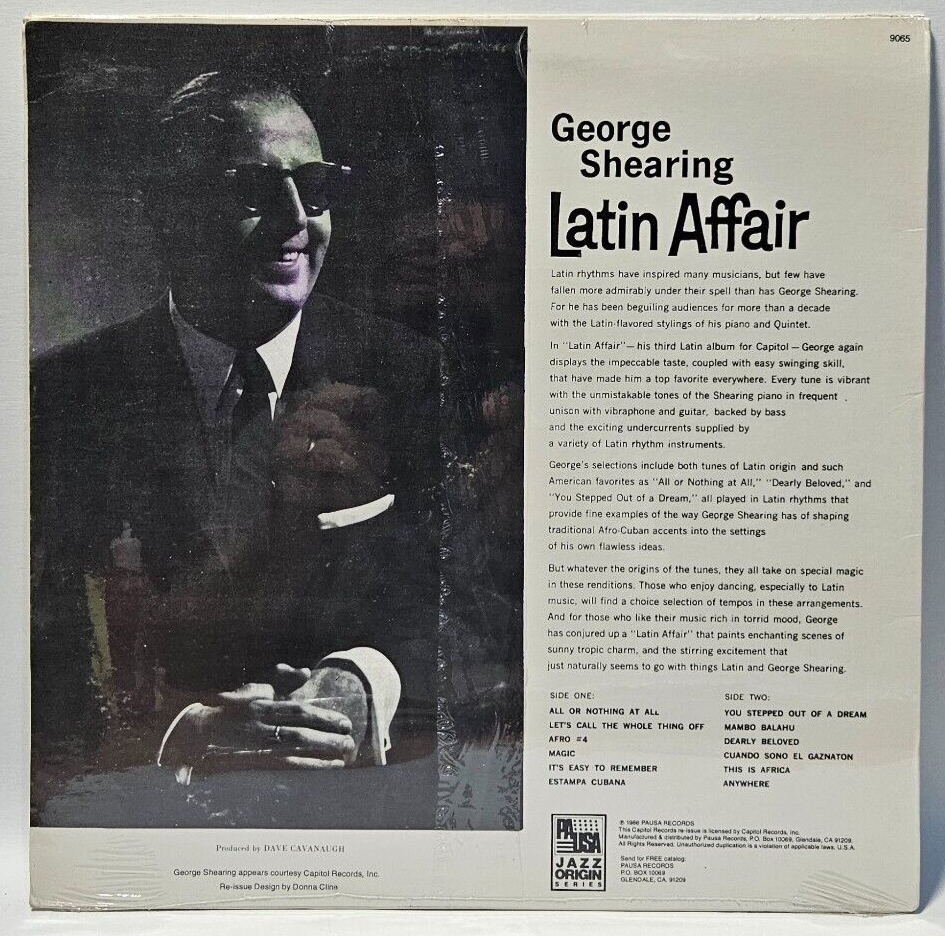 9065
George
Shearing
Latin Affair
Latin rhythms have inspired many musicians, but few have
fallen more admirably under their spell than has George Shearing.
For he has been beguiling audiences for more than a decade
with the Latin-flavored stylings of his piano and Quintet.
In "Latin Affair"—his third Latin album for Capitol—George again
displays the impeccable taste, coupled with easy swinging skill,
that have made him a top favorite everywhere. Every tune is vibrant
with the unmistakable tones of the Shearing piano in frequent
unison with vibraphone and guitar, backed by bass
and the exciting undercurrents supplied by
a variety of Latin rhythm instruments.
George's selections include both tunes of Latin origin and such
American favorites as "All or Nothing at All," "Dearly Beloved," and
"You Stepped Out of a Dream," all played in Latin rhythms that
provide fine examples of the way George Shearing has of shaping
traditional Afro-Cuban accents into the settings
of his own flawless ideas.
But whatever the origins of the tunes, they all take on special magic
in these renditions. Those who enjoy dancing, especially to Latin
music, will find a choice selection of tempos in these arrangements.
And for those who like their music rich in torrid mood, George
has conjured up a "Latin Affair" that paints enchanting scenes of
sunny tropic charm, and the stirring excitement that
just naturally seems to go with things Latin and George Shearing.
SIDE ONE:
ALL OR NOTHING AT ALL
LET'S CALL THE WHOLE THING OFF
AFRO #4
MAGIC
IT'S EASY TO REMEMBER
ESTAMPA CUBANA
SIDE TWO:
YOU STEPPED OUT OF A DREAM
MAMBO BALAHU
DEARLY BELOVED
CUANDO SONO EL GAZNATON
THIS IS AFRICA
ANYWHERE
Produced by DAVE CAVANAUGH
George Shearing appears courtesy Capitol Records, Inc.
Re-issue Design by Donna Cline
PAUSA
JAZZ
ORIGIN
SERIES
℗ 1986 PAUSA RECORDS
This Capitol Records re-issue is licensed by Capitol Records, Inc.
Manufactured & distributed by Pausa Records, P.O. Box 10069, Glendale, CA 91209.
All Rights Reserved. Unauthorized duplication is a violation of applicable laws. U.S.A.
Send for FREE catalog:
PAUSA RECORDS
P.O. BOX 10069
GLENDALE, CA. 91209